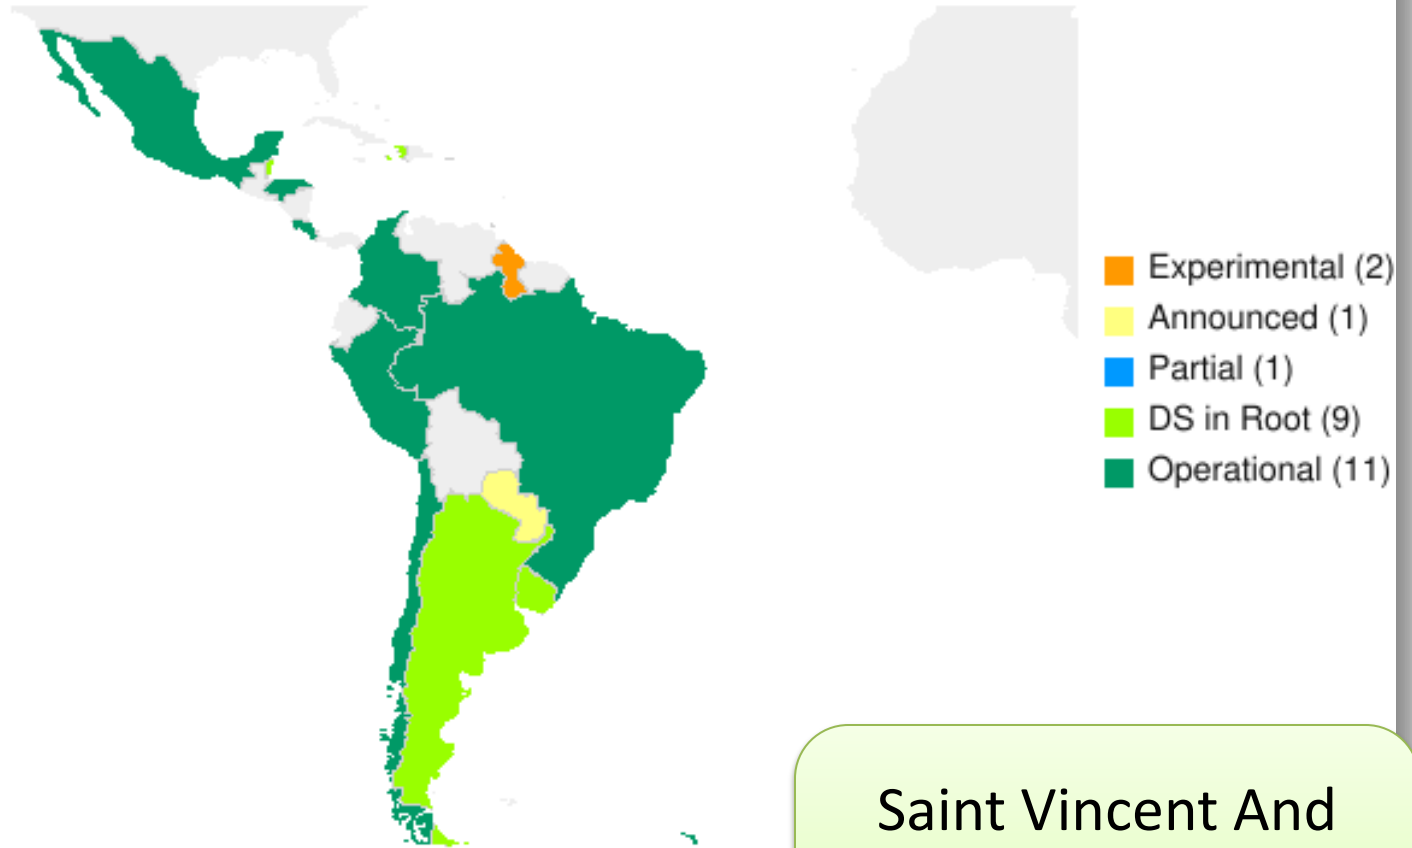 Experimental (2)
Announced (1)
Partial (1)
DS in Root (9)
Operational (11)
Saint Vincent And